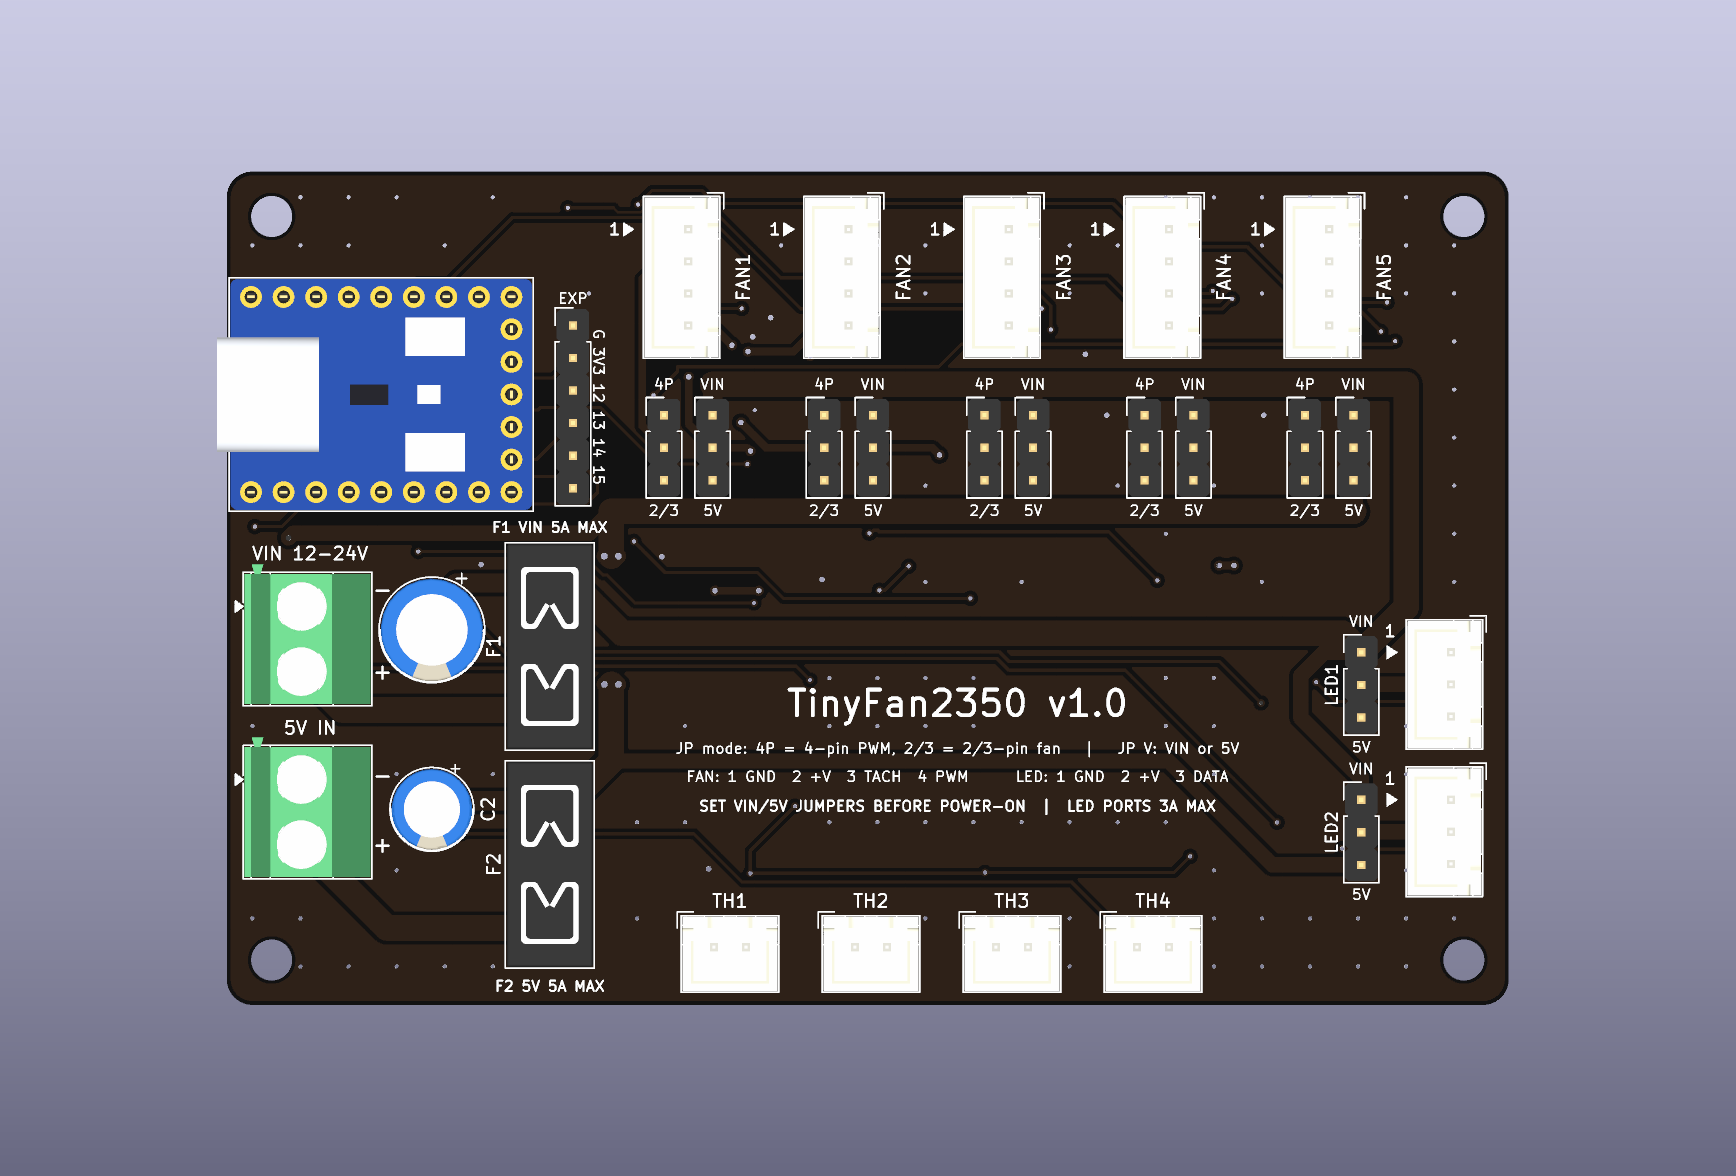 1 1 1 1 1
FAN1 FAN2 FAN3 FAN4 FAN5
EXP
G 3V3 12 13 14 15
4P VIN 4P VIN 4P VIN 4P VIN 4P VIN
2/3 5V 2/3 5V 2/3 5V 2/3 5V 2/3 5V
F1 VIN 5A MAX
VIN 12-24V
- +
+
F1
5V IN
- +
+
C2
F2
F2 5V 5A MAX
VIN 1
LED1
5V
VIN 1
LED2
5V
TinyFan2350 v1.0
JP mode: 4P = 4-pin PWM, 2/3 = 2/3-pin fan | JP V: VIN or 5V
FAN: 1 GND 2 +V 3 TACH 4 PWM LED: 1 GND 2 +V 3 DATA
SET VIN/5V JUMPERS BEFORE POWER-ON | LED PORTS 3A MAX
TH1 TH2 TH3 TH4